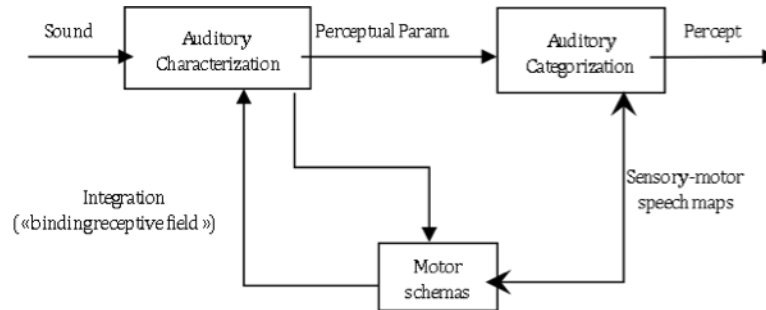 Sound
Auditory
Characterization
Perceptual Param.
Auditory
Categorization
Percept
Integration
(«bindingreceptive field »)
Sensory-motor
speech maps
Motor
schemas